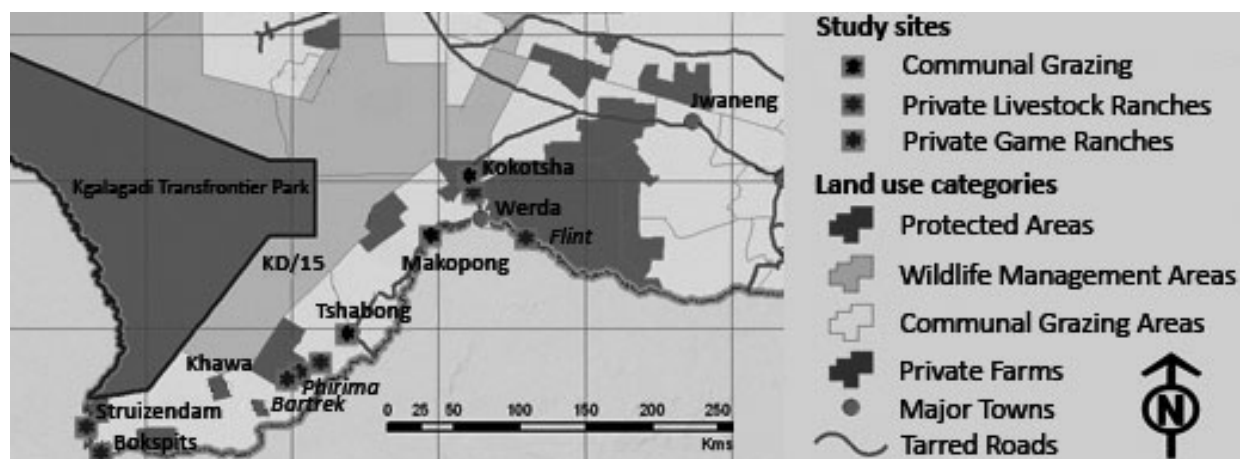 Jwaneng
Kokotsha
Kgalagadi Transfrontier Park
Werda
Flint
KD/15
Makopong
Tshabong
Khawa
Phirima
Bartrek
Struizendam
Bokspits
0 25 50 100 150 200 250
Kms
Study sites
Communal Grazing
Private Livestock Ranches
Private Game Ranches
Land use categories
Protected Areas
Wildlife Management Areas
Communal Grazing Areas
Private Farms
Major Towns
Tarred Roads
N